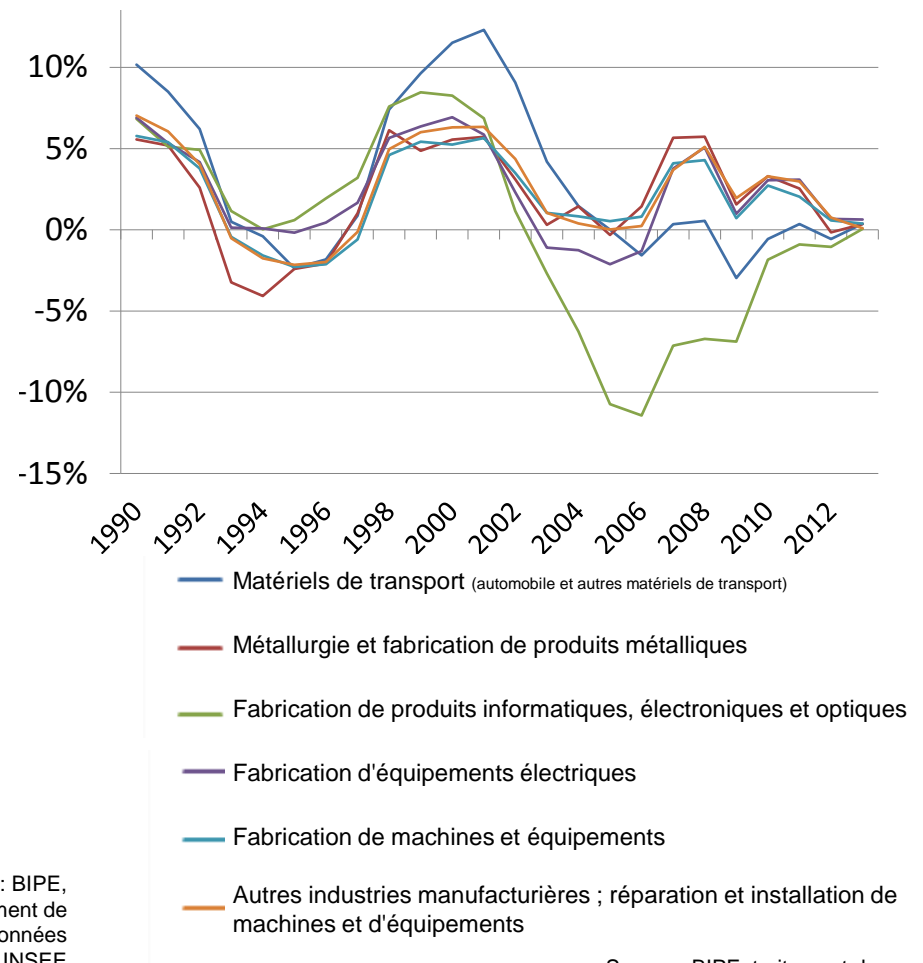 10%
5%
0%
-5%
-10%
-15%
1990
1992
1994
1996
1998
2000
2002
2004
2006
2008
2010
2012
Matériels de transport (automobile et autres matériels de transport)
Métallurgie et fabrication de produits métalliques
Fabrication de produits informatiques, électroniques et optiques
Fabrication d'équipements électriques
Fabrication de machines et équipements
Autres industries manufacturières ; réparation et installation de
machines et d'équipements
: BIPE,
ment de
onnées
INSEE